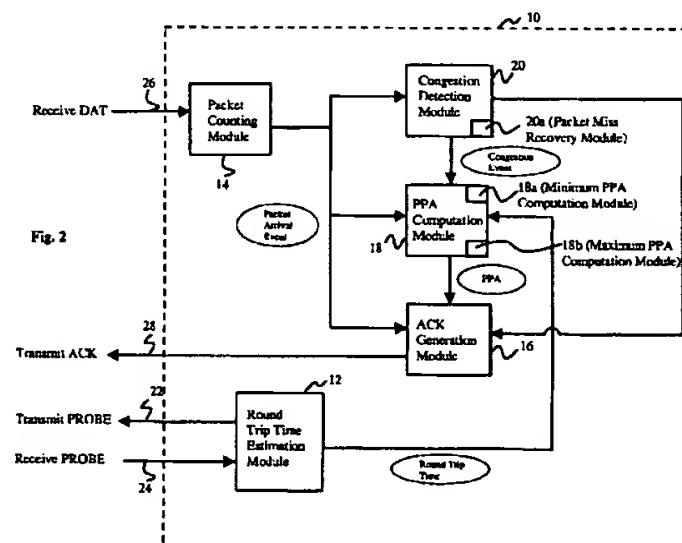 10
20
26
Receive DAT
Packet
Counting
Module
14
Congestion
Detection
Module
20a (Packet Miss
Recovery Module)
Congestion
Event
18a (Minimum PPA
Computation Module)
PPA
Computation
Module
18
Packet
Arrival
Event
18b (Maximum PPA
Computation Module)
Fig. 2
PPA
28
Transmit ACK
ACK
Generation
Module
16
12
22
Transmit PROBE
Round
Trip Time
Estimation
Module
Receive PROBE
24
Round Trip
Time